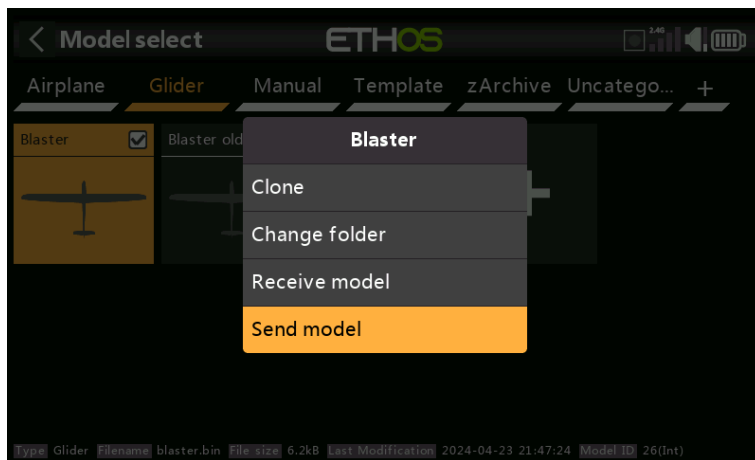 Model select ETHOS 2.4G
Airplane Glider Manual Template zArchive Uncatego... +
Blaster Blaster old
Blaster
Clone
Change folder
Receive model
Send model
Type Glider Filename blaster.bin File size 6.2kB Last Modification 2024-04-23 21:47:24 Model ID 26(Int)